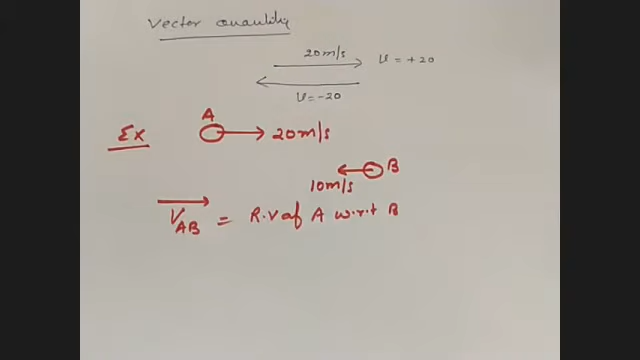 Vector quantity
20m/s
v = +20
v = -20
Ex
A
20m/s
B
10m/s
V_AB = R.V of A w.r.t B